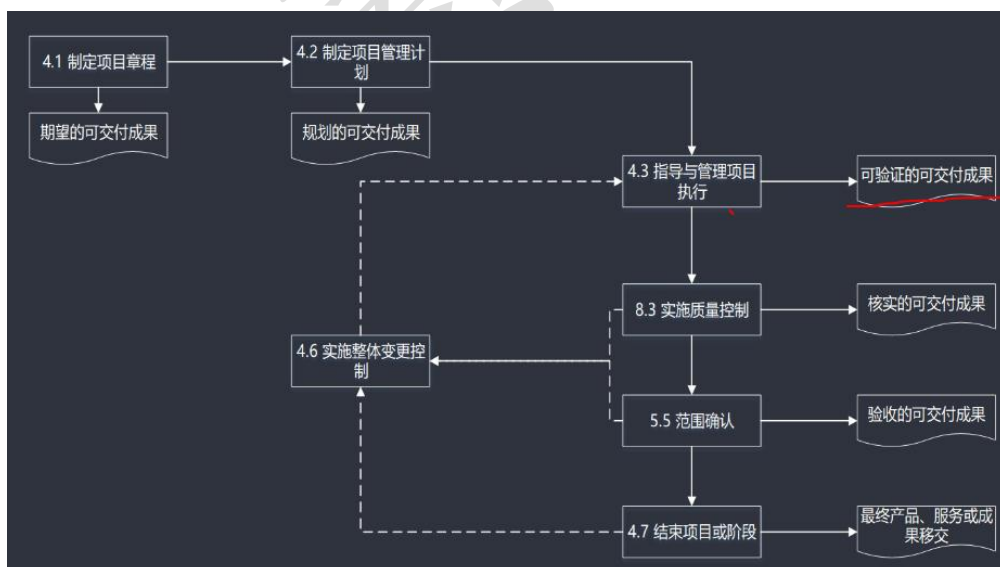 4.1 制定项目章程
4.2 制定项目管理计
划
期望的可交付成果
规划的可交付成果
4.3 指导与管理项目
执行
可验证的可交付成果
8.3 实施质量控制
核实的可交付成果
4.6 实施整体变更控
制
5.5 范围确认
验收的可交付成果
4.7 结束项目或阶段
最终产品、服务或成
果移交